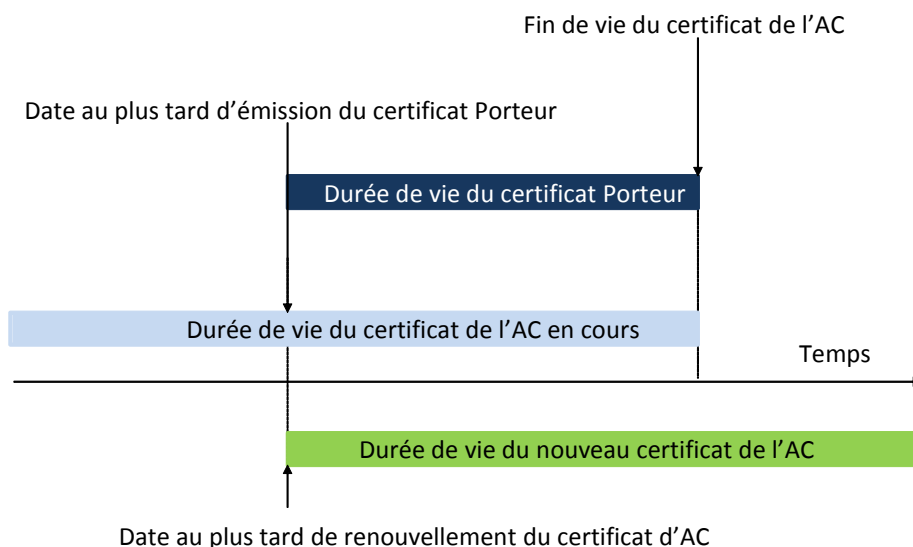 Fin de vie du certificat de l’AC
Date au plus tard d’émission du certificat Porteur
Durée de vie du certificat Porteur
Durée de vie du certificat de l’AC en cours
Temps
Durée de vie du nouveau certificat de l’AC
Date au plus tard de renouvellement du certificat d’AC